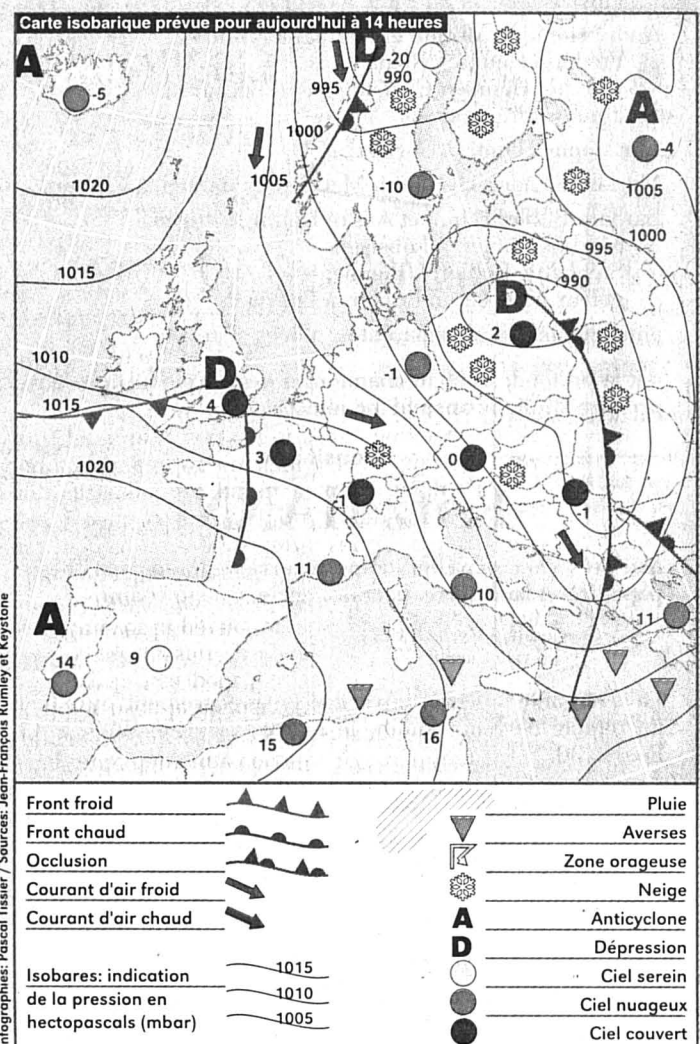 Carte isobarique prévue pour aujourd'hui à 14 heures
A
-5
D
-20
990
995
1000
1005
1020
1015
-10
A
-4
1005
1000
995
990
D
2
1010
1015
D
4
-1
1020
3
-1
0
1
11
10
11
A
14
9
15
16
Front froid
Front chaud
Occlusion
Courant d'air froid
Courant d'air chaud
Isobares: indication
de la pression en
hectopascals (mbar)
1015
1010
1005
Pluie
Averses
Zone orageuse
Neige
A Anticyclone
D Dépression
Ciel serein
Ciel nuageux
Ciel couvert
Infographies: Pascal Tissier / Sources: Jean-François Rumley et Keystone